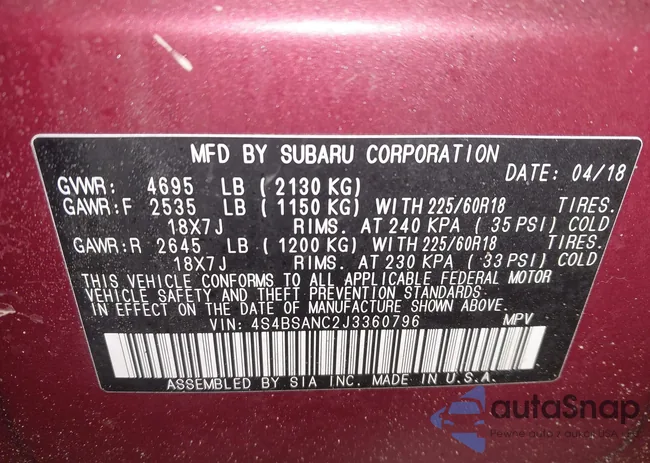 MFD BY SUBARU CORPORATION
DATE: 04/18
GVWR: 4695 LB (2130 KG)
GAWR:F 2535 LB (1150 KG) WITH 225/60R18 TIRES.
18X7J RIMS. AT 240 KPA (35 PSI) COLD
GAWR:R 2645 LB (1200 KG) WITH 225/60R18 TIRES.
18X7J RIMS. AT 230 KPA (33 PSI) COLD
THIS VEHICLE CONFORMS TO ALL APPLICABLE FEDERAL MOTOR
VEHICLE SAFETY AND THEFT PREVENTION STANDARDS
IN EFFECT ON THE DATE OF MANUFACTURE SHOWN ABOVE.
VIN: 4S4BSANC2J3360796 MPV
ASSEMBLED BY SIA INC. MADE IN U.S.A.
autoSnap
Pewne auto z aukcji USA